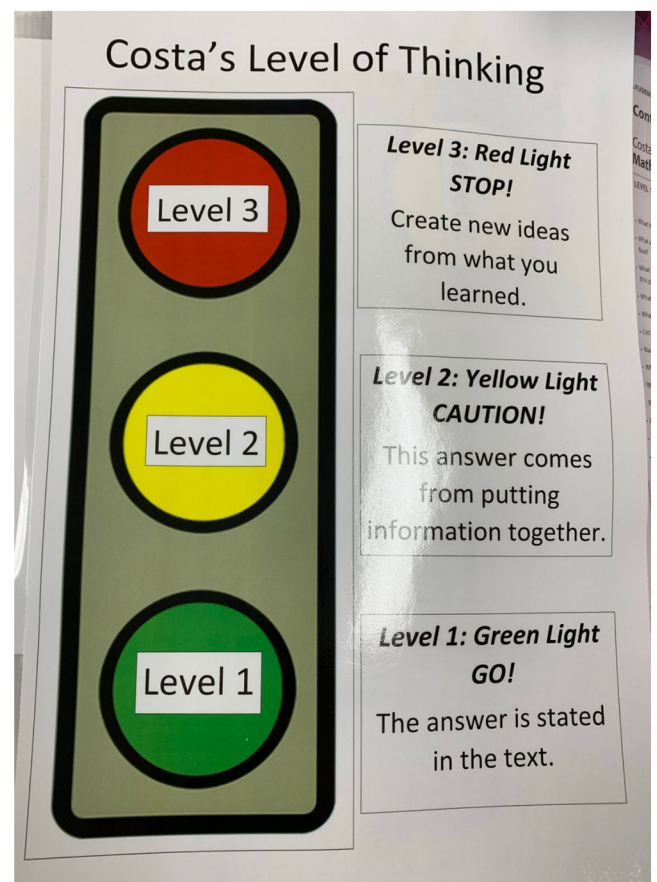 Costa's Level of Thinking
Level 3
Level 3: Red Light
STOP!
Create new ideas
from what you
learned.
Level 2
Level 2: Yellow Light
CAUTION!
This answer comes
from putting
information together.
Level 1
Level 1: Green Light
GO!
The answer is stated
in the text.
Costa
LEVEL